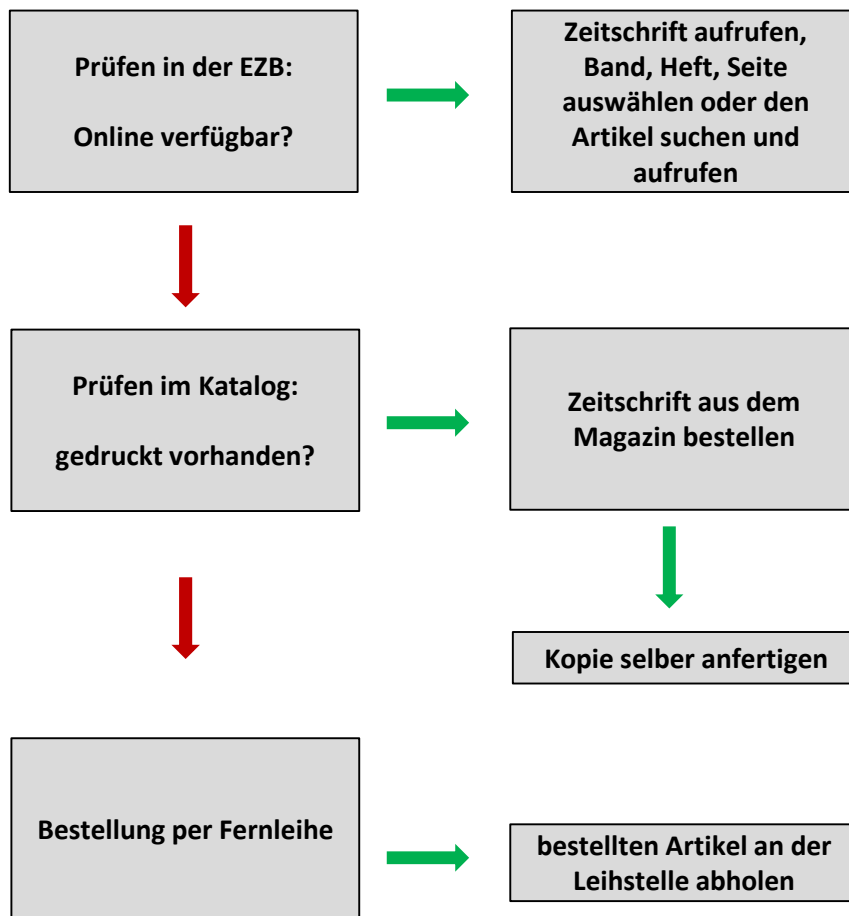 Prüfen in der EZB:
Online verfügbar?
Zeitschrift aufrufen,
Band, Heft, Seite
auswählen oder den
Artikel suchen und
aufrufen
Prüfen im Katalog:
gedruckt vorhanden?
Zeitschrift aus dem
Magazin bestellen
Kopie selber anfertigen
Bestellung per Fernleihe
bestellten Artikel an der
Leihstelle abholen